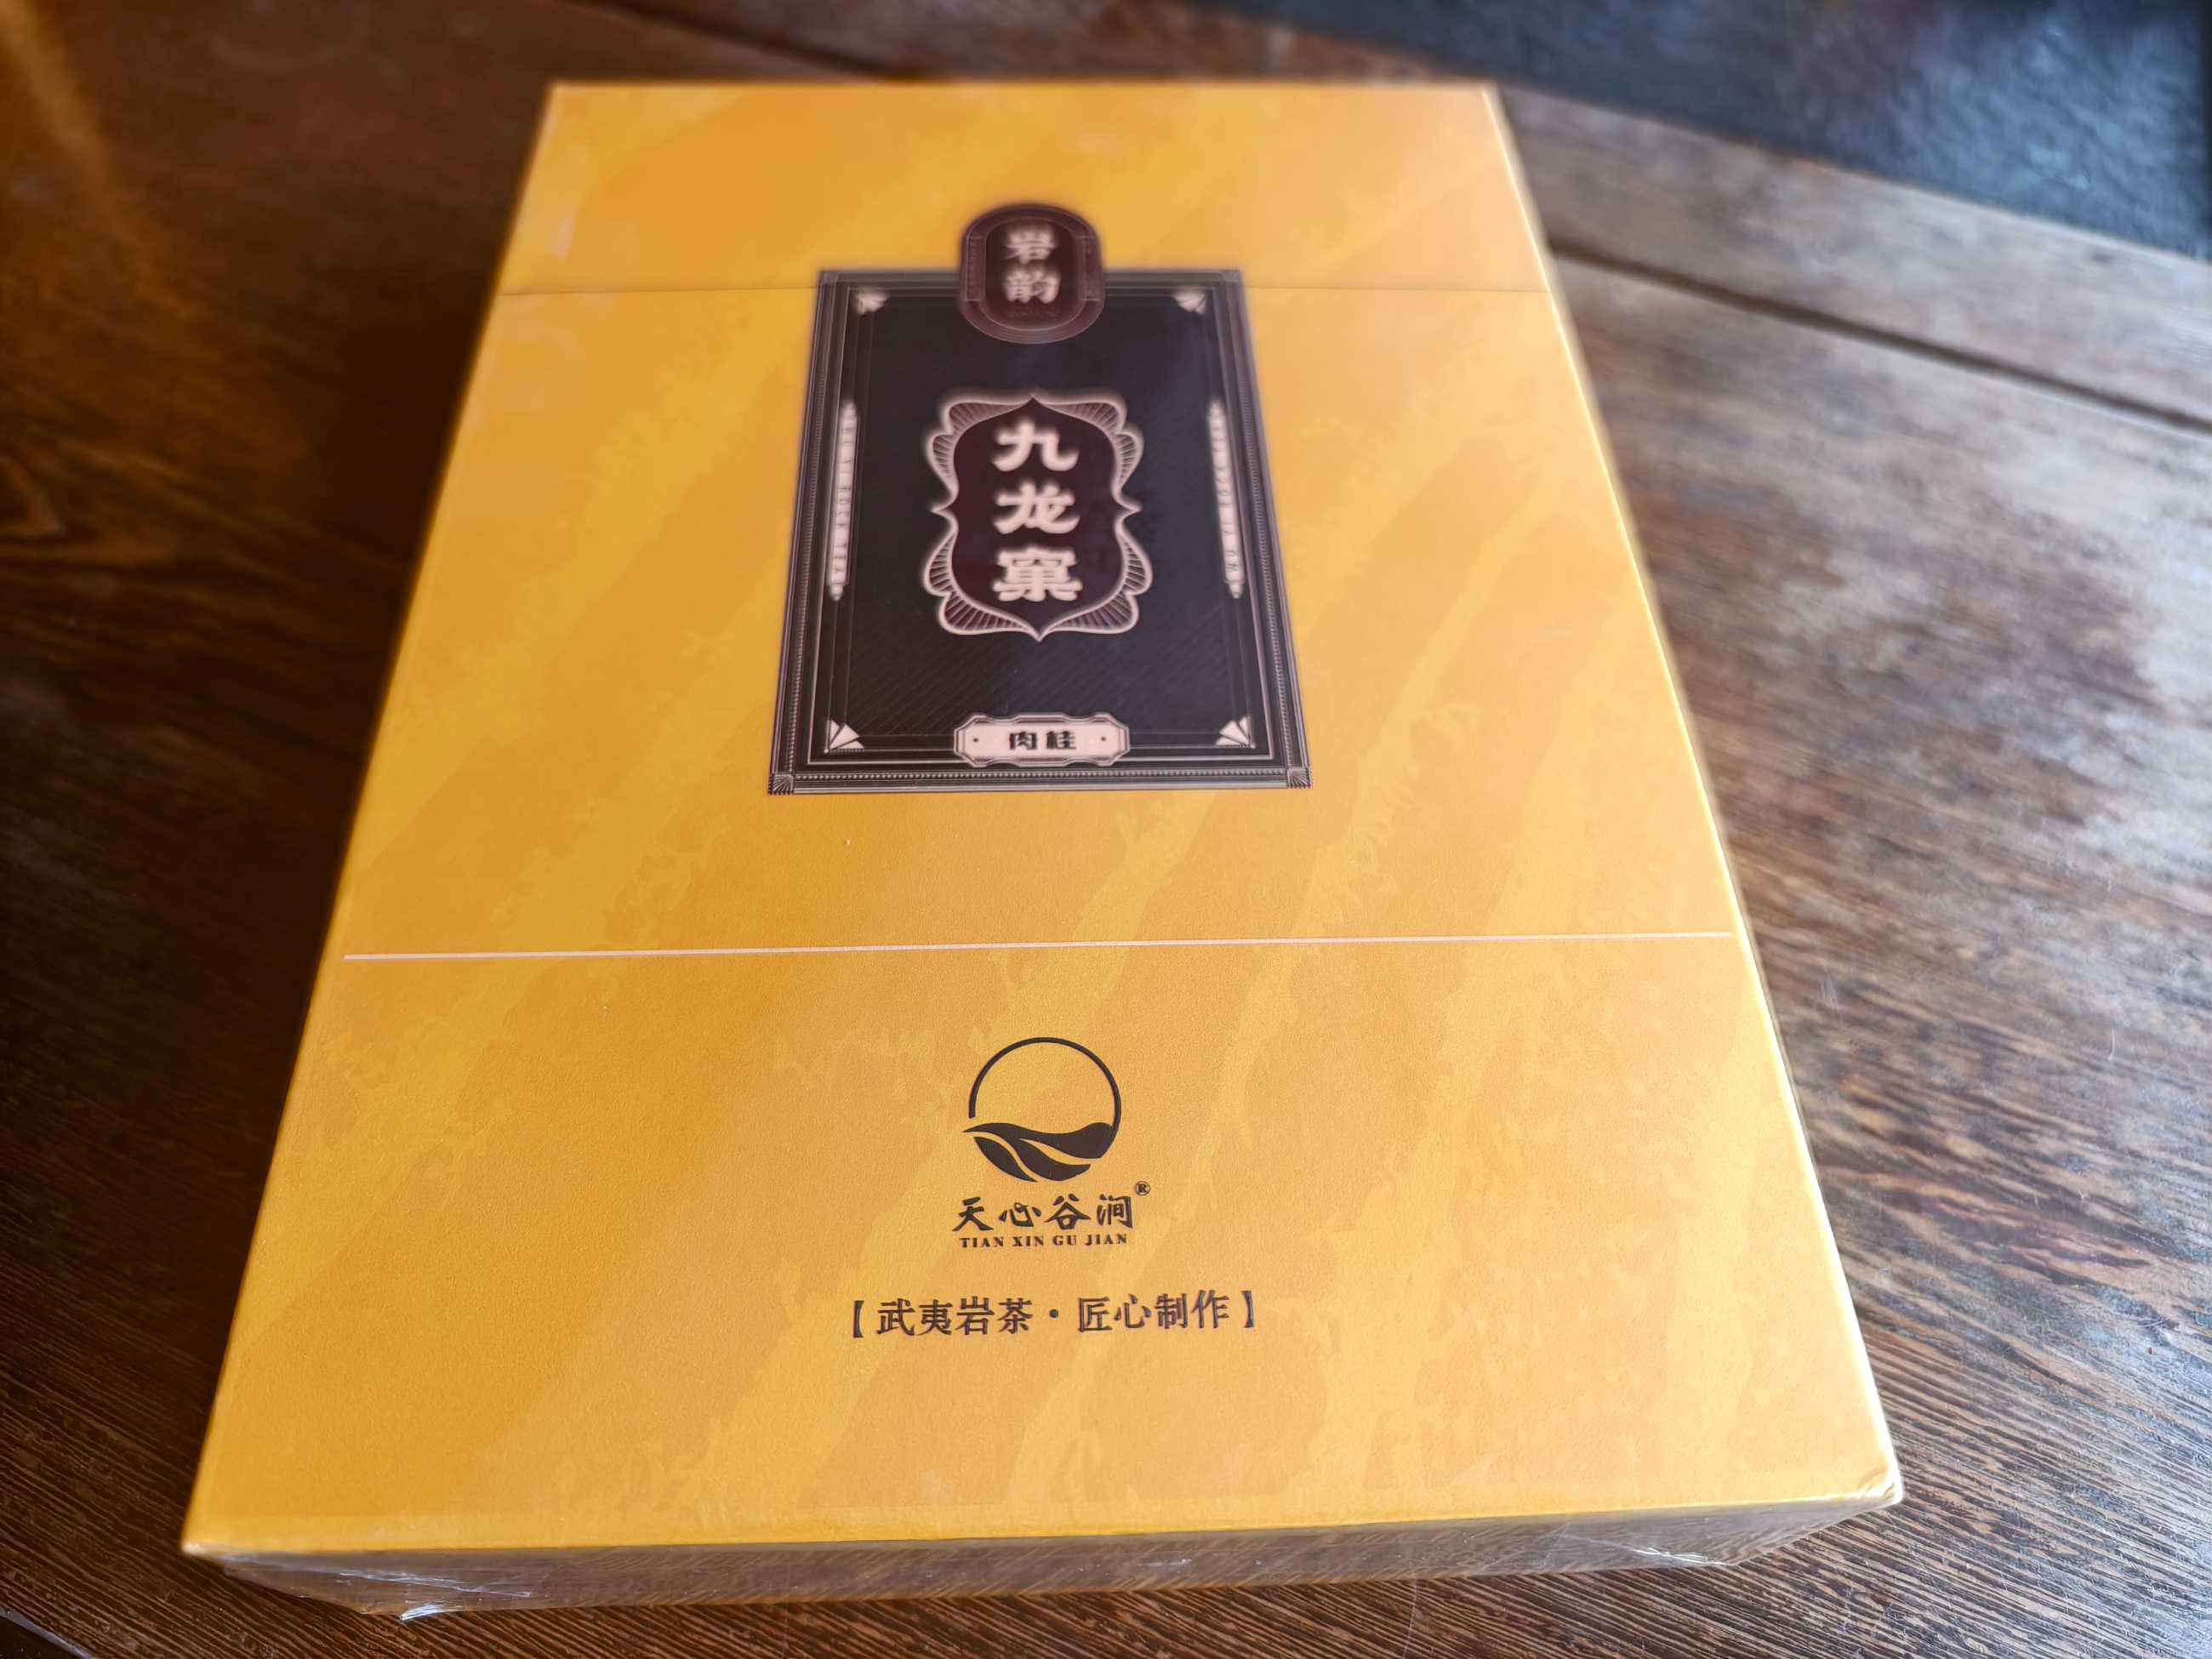 岩韵
九龙窠
肉桂
天心谷涧®
TIAN XIN GU JIAN
【武夷岩茶·匠心制作】